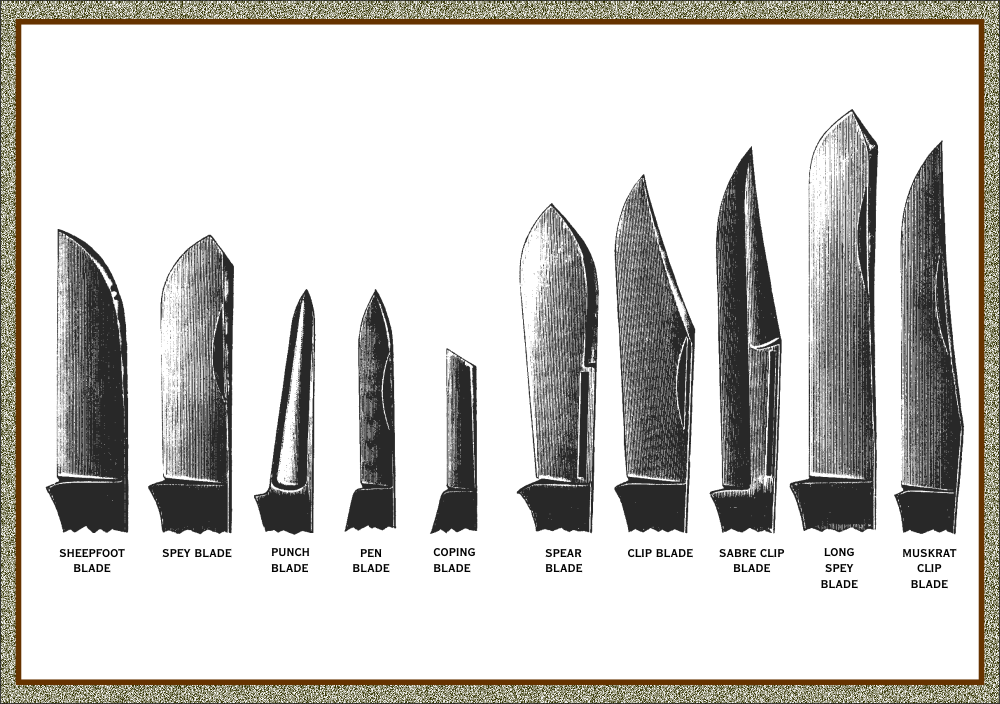 SHEEPFOOT
BLADE
SPEY BLADE
PUNCH
BLADE
PEN
BLADE
COPING
BLADE
SPEAR
BLADE
CLIP BLADE
SABRE CLIP
BLADE
LONG
SPEY
BLADE
MUSKRAT
CLIP
BLADE